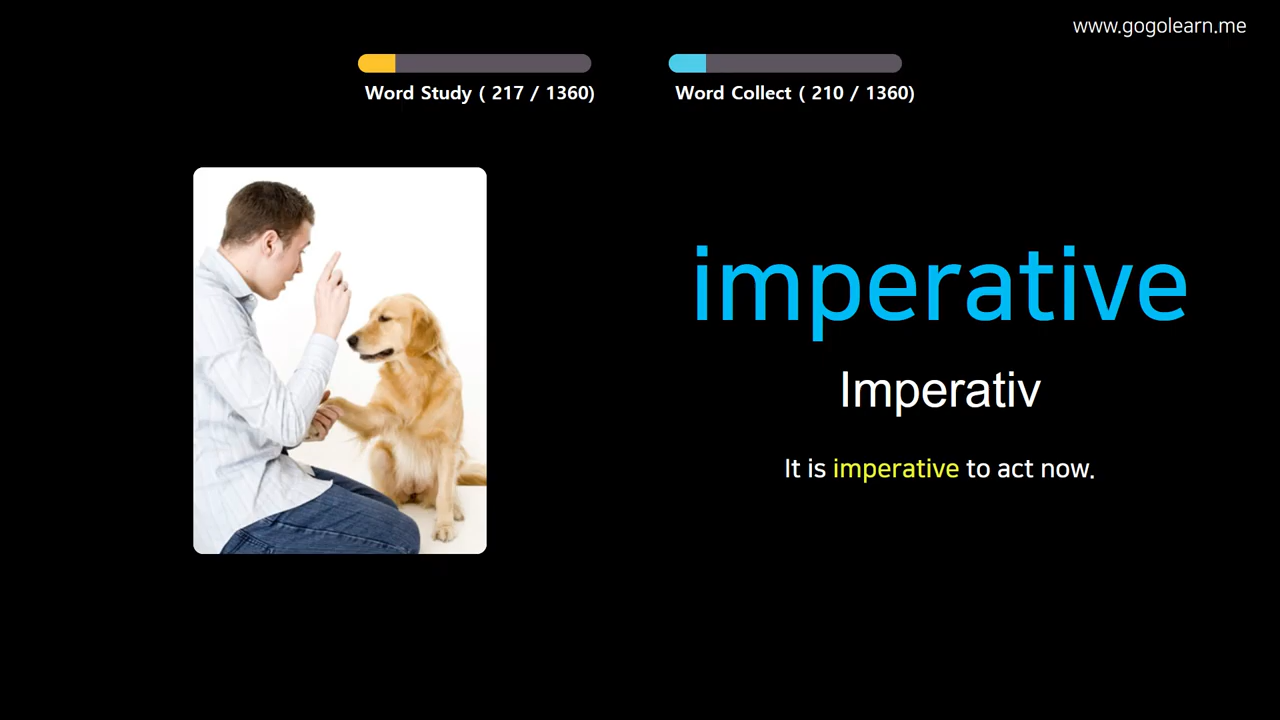 www.gogolearn.me
Word Study ( 217 / 1360)
Word Collect ( 210 / 1360)
imperative
Imperativ
It is imperative to act now.